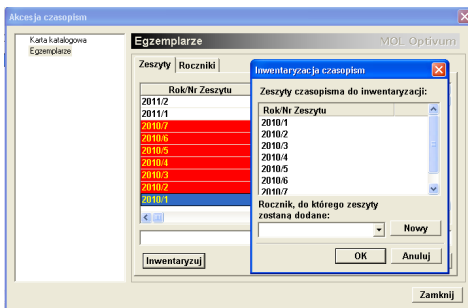 Akcesja czasopism
Karta katalogowa
Egzemplarze
Egzemplarze
MOL Optivum
Zeszyty
Roczniki
Rok/Nr Zeszytu
2011/2
2011/1
2010/7
2010/6
2010/5
2010/4
2010/3
2010/2
2010/1
Inwentaryzuj
Inwentaryzacja czasopism
Zeszyty czasopisma do inwentaryzacji:
Rok/Nr Zeszytu
2010/1
2010/2
2010/3
2010/4
2010/5
2010/6
2010/7
Rocznik, do którego zeszyty
zostaną dodane:
Nowy
OK
Anuluj
Zamknij